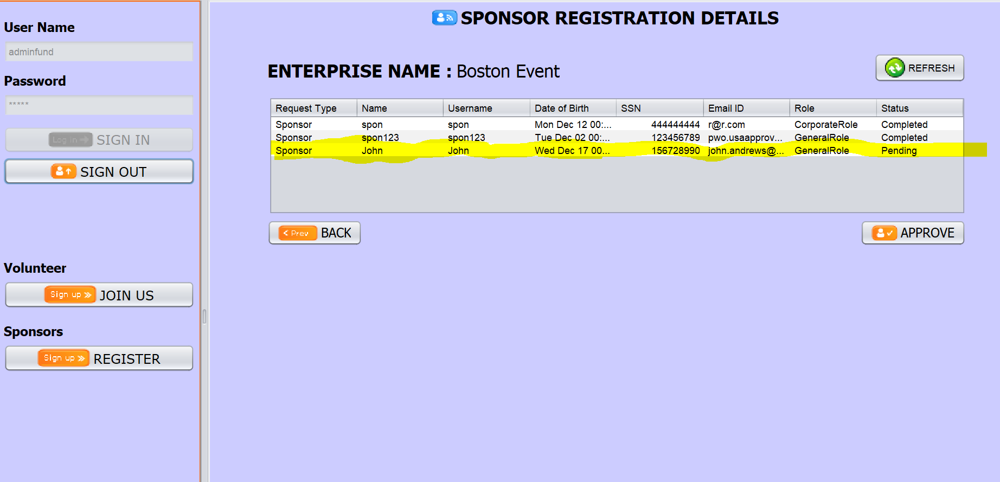 User Name
adminfund
Password
*****
Log in SIGN IN
SIGN OUT
Volunteer
Sign up » JOIN US
Sponsors
Sign up » REGISTER
SPONSOR REGISTRATION DETAILS
ENTERPRISE NAME : Boston Event
REFRESH
Request Type Name Username Date of Birth SSN Email ID Role Status
Sponsor spon spon Mon Dec 12 00:... 444444444 r@r.com CorporateRole Completed
Sponsor spon123 spon123 Tue Dec 02 00:... 123456789 pwo.usaapprov... GeneralRole Completed
Sponsor John John Wed Dec 17 00... 156728990 john.andrews@... GeneralRole Pending
< Prev BACK
APPROVE